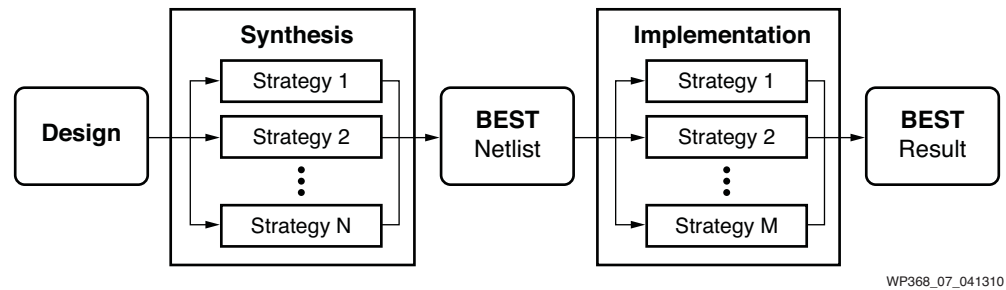 Synthesis
Implementation
Design
Strategy 1
Strategy 2
Strategy N
BEST
Netlist
Strategy 1
Strategy 2
Strategy M
BEST
Result
WP368_07_041310